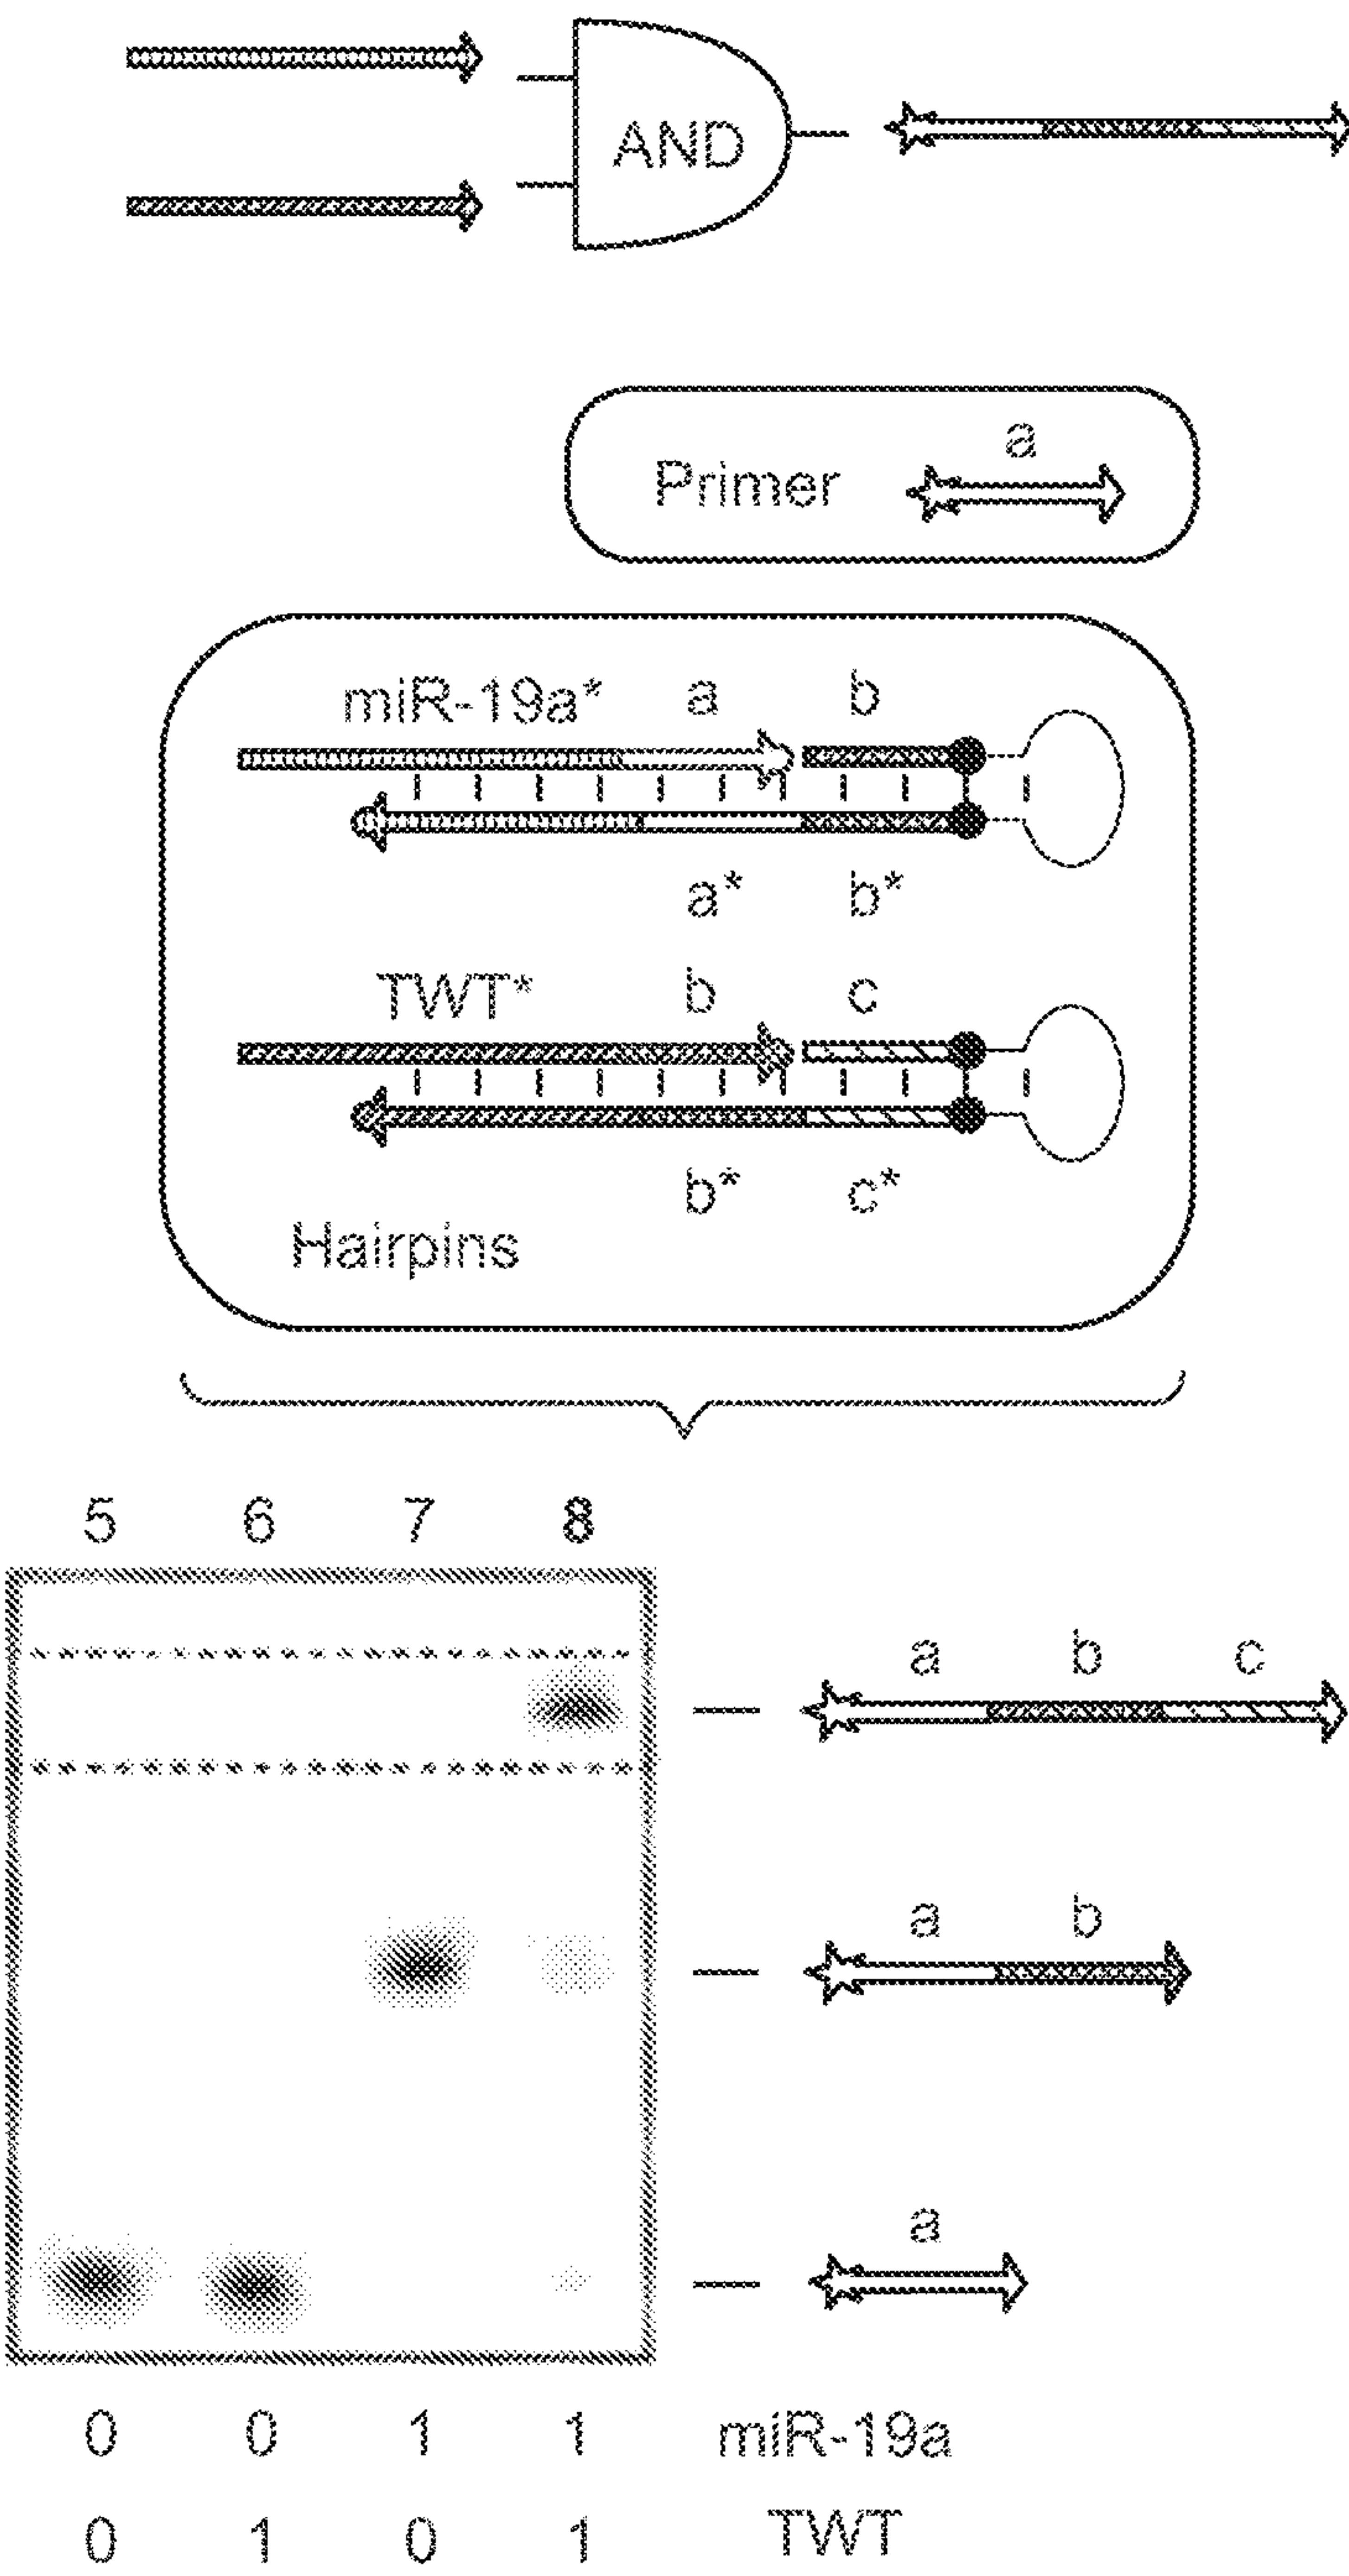 AND
a
Primer
miR-19a* a b
a* b*
TWT* b c
b* c*
Hairpins
5 6 7 8
a b c
a b
a
0 0 1 1 miR-19a
0 1 0 1 TWT